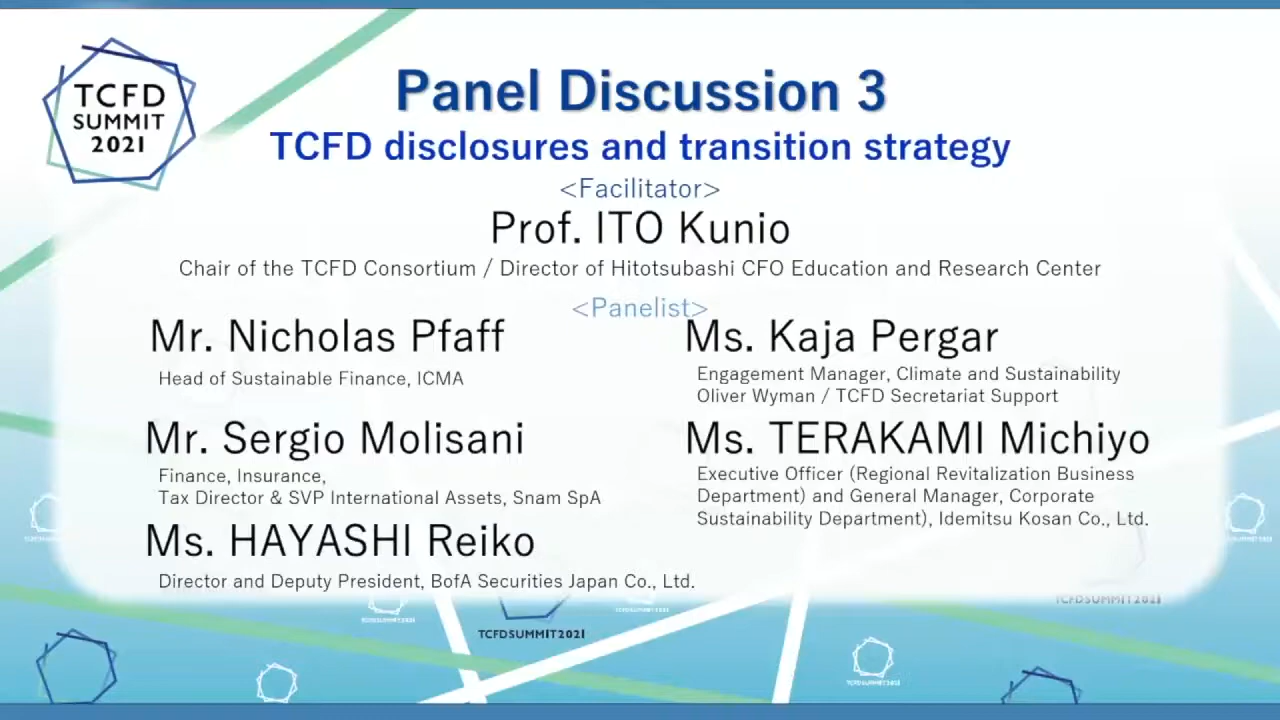 TCFD
SUMMIT
2021
Panel Discussion 3
TCFD disclosures and transition strategy
<Facilitator>
Prof. ITO Kunio
Chair of the TCFD Consortium / Director of Hitotsubashi CFO Education and Research Center
<Panelist>
Mr. Nicholas Pfaff
Head of Sustainable Finance, ICMA
Ms. Kaja Pergar
Engagement Manager, Climate and Sustainability
Oliver Wyman / TCFD Secretariat Support
Mr. Sergio Molisani
Finance, Insurance,
Tax Director & SVP International Assets, Snam SpA
Ms. TERAKAMI Michiyo
Executive Officer (Regional Revitalization Business
Department) and General Manager, Corporate
Sustainability Department), Idemitsu Kosan Co., Ltd.
Ms. HAYASHI Reiko
Director and Deputy President, BofA Securities Japan Co., Ltd.
TCFDSUMMIT2021
TCFDSUMMIT2021